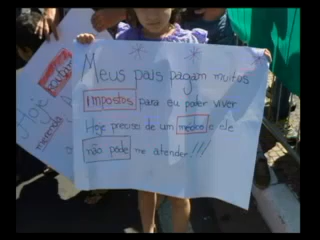 Meus pais pagam muitos
impostos para eu poder viver
Hoje preciso de um médico e ele
não pode me atender!!!
Hoje